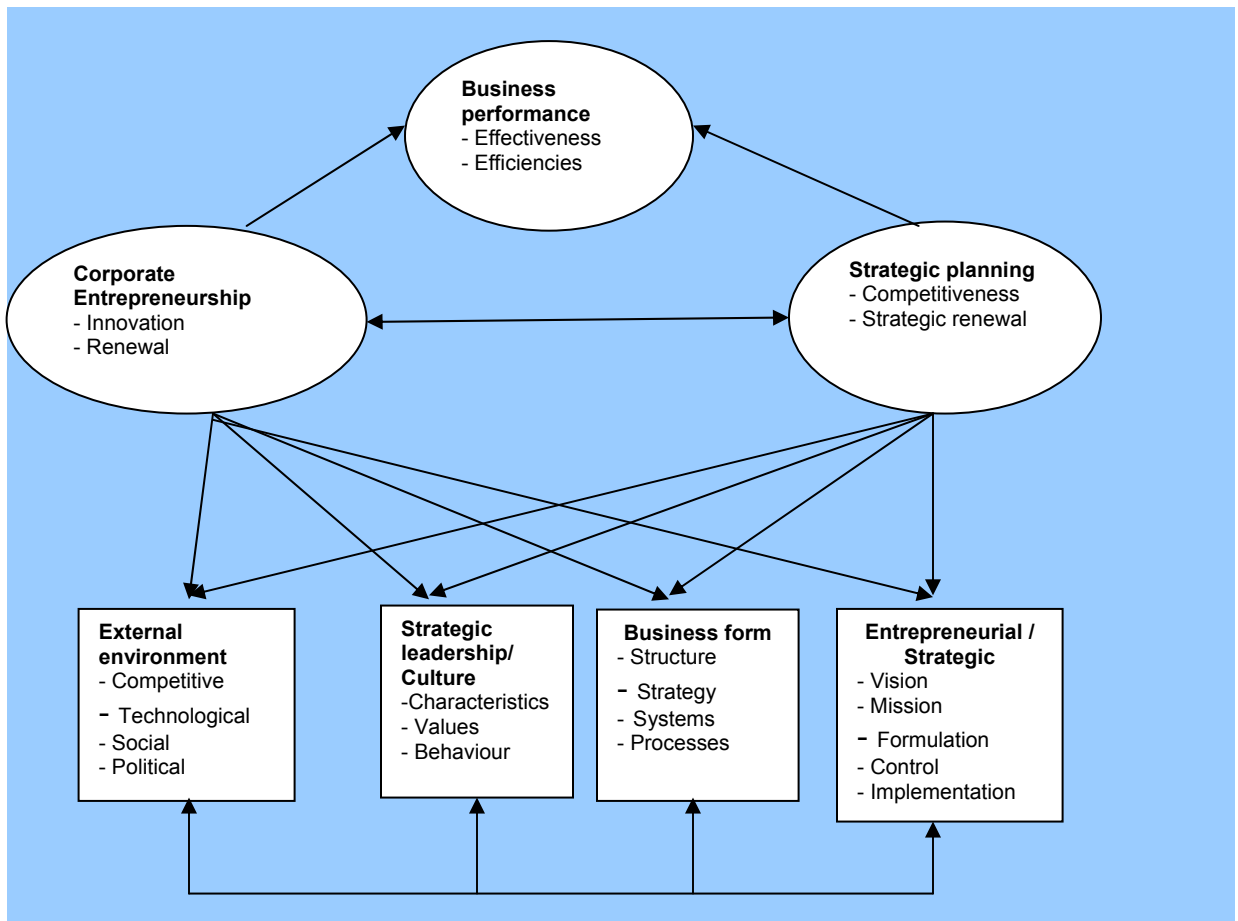 Business
performance
- Effectiveness
- Efficiencies
Corporate
Entrepreneurship
- Innovation
- Renewal
Strategic planning
- Competitiveness
- Strategic renewal
External
environment
- Competitive
- Technological
- Social
- Political
Strategic
leadership/
Culture
-Characteristics
- Values
- Behaviour
Business form
- Structure
- Strategy
- Systems
- Processes
Entrepreneurial /
Strategic
- Vision
- Mission
- Formulation
- Control
- Implementation